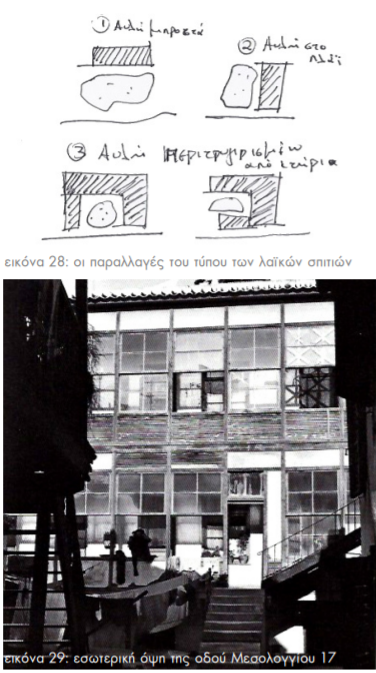 ① Αυλή μπροστά
② Αυλή στο
πλάι
③ Αυλή περιτριγυρισμένη
από κτίρια
εικόνα 28: οι παραλλαγές του τύπου των λαϊκών σπιτιών
εικόνα 29: εσωτερική όψη της οδού Μεσολογγίου 17